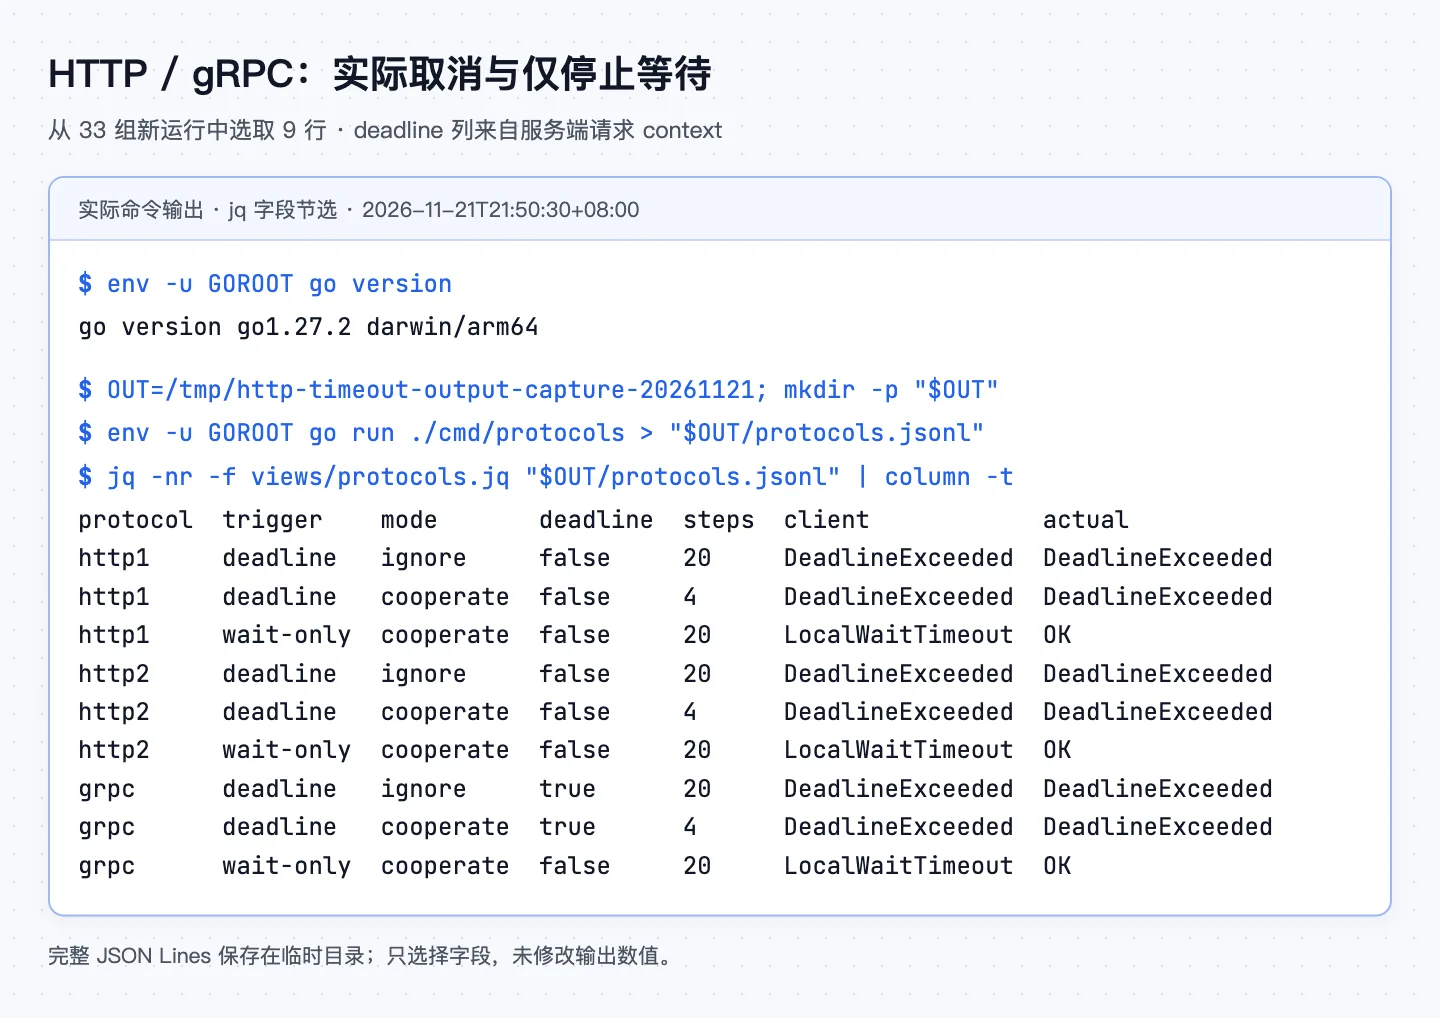 HTTP / gRPC：实际取消与仅停止等待
从 33 组新运行中选取 9 行 · deadline 列来自服务端请求 context
实际命令输出 · jq 字段节选 · 2026-11-21T21:50:30+08:00
$ env -u GOROOT go version
go version go1.27.2 darwin/arm64
$ OUT=/tmp/http-timeout-output-capture-20261121; mkdir -p "$OUT"
$ env -u GOROOT go run ./cmd/protocols > "$OUT/protocols.jsonl"
$ jq -nr -f views/protocols.jq "$OUT/protocols.jsonl" | column -t
protocol  trigger    mode       deadline  steps  client            actual
http1     deadline   ignore     false     20     DeadlineExceeded  DeadlineExceeded
http1     deadline   cooperate  false     4      DeadlineExceeded  DeadlineExceeded
http1     wait-only  cooperate  false     20     LocalWaitTimeout  OK
http2     deadline   ignore     false     20     DeadlineExceeded  DeadlineExceeded
http2     deadline   cooperate  false     4      DeadlineExceeded  DeadlineExceeded
http2     wait-only  cooperate  false     20     LocalWaitTimeout  OK
grpc      deadline   ignore     true      20     DeadlineExceeded  DeadlineExceeded
grpc      deadline   cooperate  true      4      DeadlineExceeded  DeadlineExceeded
grpc      wait-only  cooperate  false     20     LocalWaitTimeout  OK
完整 JSON Lines 保存在临时目录；只选择字段，未修改输出数值。